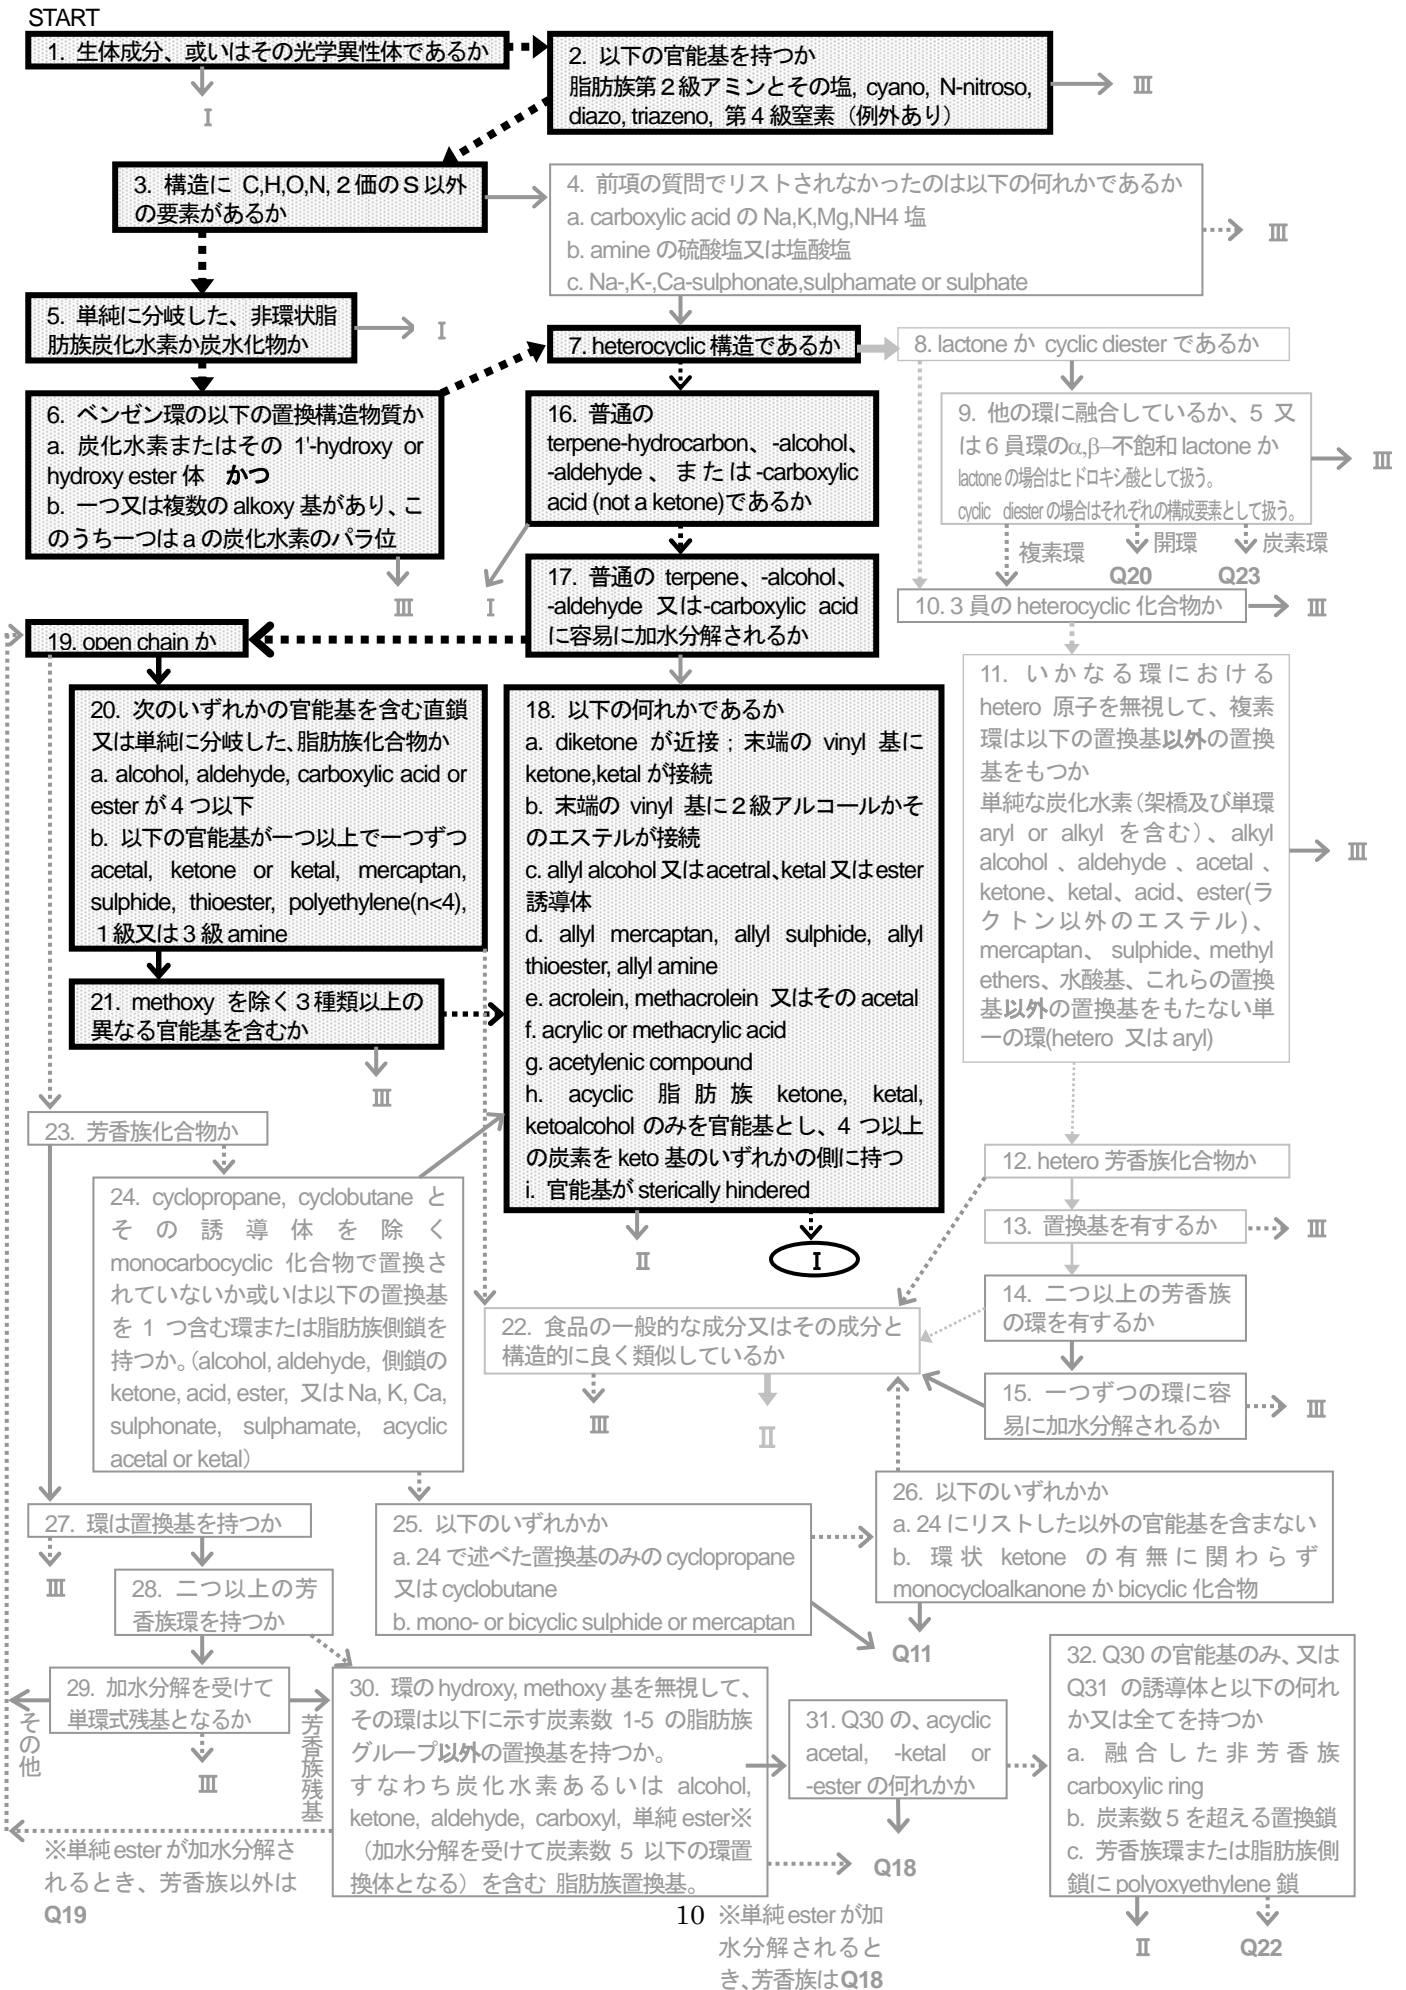 START
1. 生体成分、或いはその光学異性体であるか
I
2. 以下の官能基を持つか
脂肪族第２級アミンとその塩, cyano, N-nitroso,
diazo, triazeno, 第４級窒素（例外あり）
III
3. 構造に C,H,O,N, ２価のＳ以外
の要素があるか
4. 前項の質問でリストされなかったのは以下の何れかであるか
a. carboxylic acid の Na,K,Mg,NH4 塩
b. amine の硫酸塩又は塩酸塩
c. Na-,K-,Ca-sulphonate,sulphamate or sulphate
III
5. 単純に分岐した、非環状脂
肪族炭化水素か炭水化物か
I
6. ベンゼン環の以下の置換構造物質か
a. 炭化水素またはその 1'-hydroxy or
hydroxy ester 体 かつ
b. 一つ又は複数の alkoxy 基があり、こ
のうち一つは a の炭化水素のパラ位
III
7. heterocyclic 構造であるか
8. lactone か cyclic diester であるか
9. 他の環に融合しているか、5 又
は 6 員環のα,β−不飽和 lactone か
lactone の場合はヒドロキシ酸として扱う。
cyclic diester の場合はそれぞれの構成要素として扱う。
III
複素環
開環
炭素環
Q20
Q23
10. 3 員の heterocyclic 化合物か
III
16. 普通の
terpene-hydrocarbon、-alcohol、
-aldehyde 、または -carboxylic
acid (not a ketone)であるか
I
17. 普通の terpene、-alcohol、
-aldehyde 又は-carboxylic acid
に容易に加水分解されるか
19. open chain か
11. いかなる環における
hetero 原子を無視して、複素
環は以下の置換基以外の置換
基をもつか
単純な炭化水素（架橋及び単環
aryl or alkyl を含む）、alkyl
alcohol 、aldehyde 、acetal 、
ketone、ketal、acid、ester(ラ
クトン以外のエステル)、
mercaptan、 sulphide、methyl
ethers、水酸基、これらの置換
基以外の置換基をもたない単
一の環(hetero 又は aryl)
III
20. 次のいずれかの官能基を含む直鎖
又は単純に分岐した、脂肪族化合物か
a. alcohol, aldehyde, carboxylic acid or
ester が４つ以下
b. 以下の官能基が一つ以上で一つずつ
acetal, ketone or ketal, mercaptan,
sulphide, thioester, polyethylene(n<4),
１級又は３級 amine
21. methoxy を除く３種類以上の
異なる官能基を含むか
III
18. 以下の何れかであるか
a. diketone が近接；末端の vinyl 基に
ketone,ketal が接続
b. 末端の vinyl 基に２級アルコールかそ
のエステルが接続
c. allyl alcohol 又は acetral、ketal 又は ester
誘導体
d. allyl mercaptan, allyl sulphide, allyl
thioester, allyl amine
e. acrolein, methacrolein 又はその acetal
f. acrylic or methacrylic acid
g. acetylenic compound
h. acyclic 脂肪族 ketone, ketal,
ketoalcohol のみを官能基とし、4 つ以上
の炭素を keto 基のいずれかの側に持つ
i. 官能基が sterically hindered
II
I
12. hetero 芳香族化合物か
13. 置換基を有するか
III
14. 二つ以上の芳香族
の環を有するか
15. 一つずつの環に容
易に加水分解されるか
III
22. 食品の一般的な成分又はその成分と
構造的に良く類似しているか
III
II
23. 芳香族化合物か
24. cyclopropane, cyclobutane と
その誘導体を除く
monocarbocyclic 化合物で置換さ
れていないか或いは以下の置換基
を 1 つ含む環または脂肪族側鎖を
持つか。（alcohol, aldehyde, 側鎖の
ketone, acid, ester, 又は Na, K, Ca,
sulphonate, sulphamate, acyclic
acetal or ketal）
25. 以下のいずれかか
a. 24 で述べた置換基のみの cyclopropane
又は cyclobutane
b. mono- or bicyclic sulphide or mercaptan
26. 以下のいずれかか
a. 24 にリストした以外の官能基を含まない
b. 環状 ketone の有無に関わらず
monocycloalkanone か bicyclic 化合物
Q11
27. 環は置換基を持つか
III
28. 二つ以上の芳
香族環を持つか
29. 加水分解を受けて
単環式残基となるか
その他
芳香族残基
III
30. 環の hydroxy, methoxy 基を無視して、
その環は以下に示す炭素数 1-5 の脂肪族
グループ以外の置換基を持つか。
すなわち炭化水素あるいは alcohol,
ketone, aldehyde, carboxyl, 単純 ester※
（加水分解を受けて炭素数 5 以下の環置
換体となる）を含む 脂肪族置換基。
31. Q30 の、acyclic
acetal, -ketal or
-ester の何れかか
Q18
32. Q30 の官能基のみ、又は
Q31 の誘導体と以下の何れ
か又は全てを持つか
a. 融合した非芳香族
carboxylic ring
b. 炭素数 5 を超える置換鎖
c. 芳香族環または脂肪族側
鎖に polyoxyethylene 鎖
II
Q22
※単純 ester が加水分解さ
れるとき、芳香族以外は
Q19
10
※単純 ester が加
水分解されると
き、芳香族は Q18